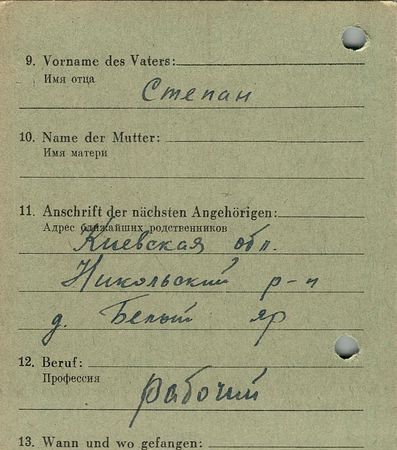 9. Vorname des Vaters:
Имя отца
Степан
10. Name der Mutter:
Имя матери
11. Anschrift der nächsten Angehörigen:
Адрес ближайших родственников
Киевская обл.
Никольский р-н
д. Белый яр
12. Beruf:
Профессия
рабочий
13. Wann und wo gefangen: